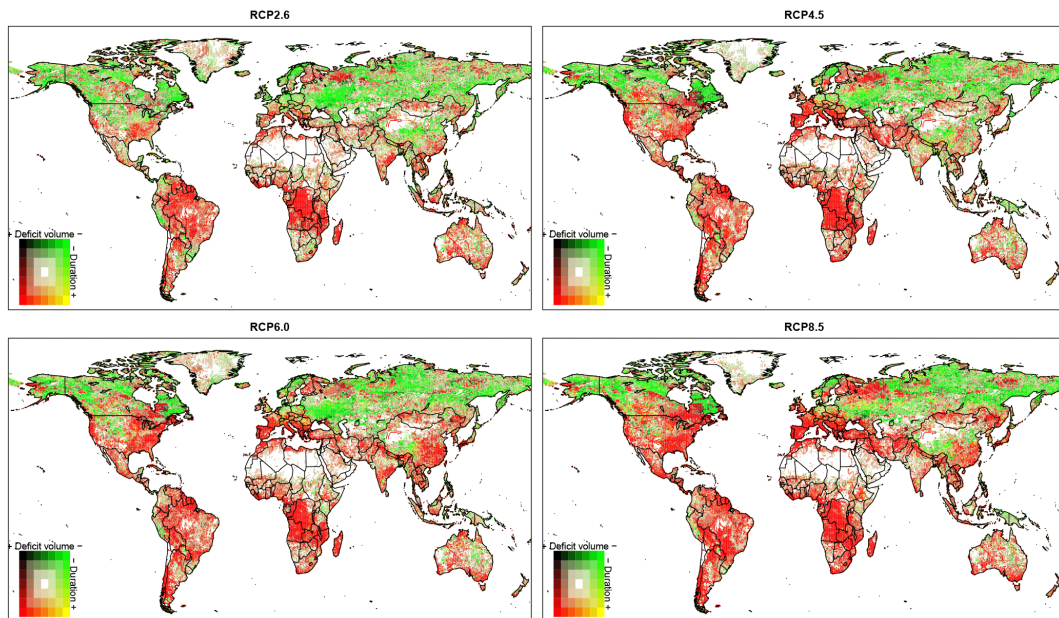 RCP2.6
RCP4.5
+ Deficit volume −
− Duration +
+ Deficit volume −
− Duration +
RCP6.0
RCP8.5
+ Deficit volume −
− Duration +
+ Deficit volume −
− Duration +